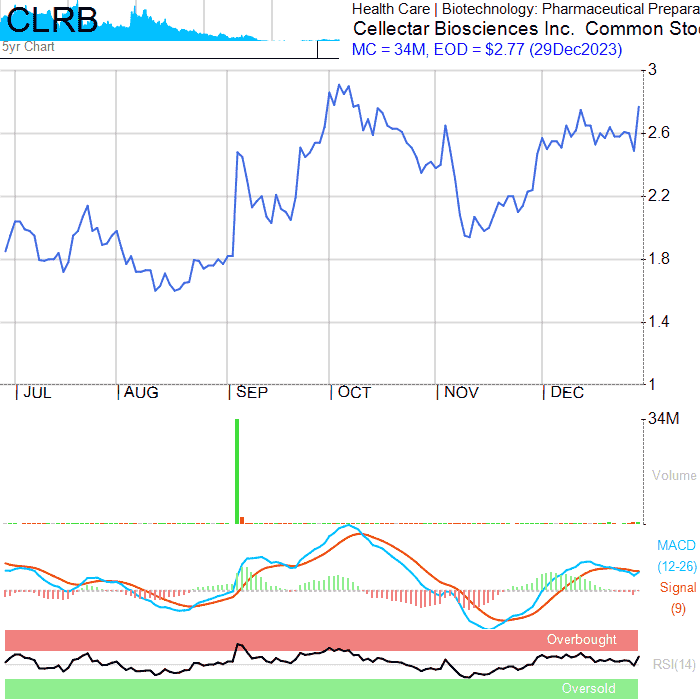 CLRB
5yr Chart
Health Care | Biotechnology: Pharmaceutical Prepara
Cellectar Biosciences Inc. Common Sto
MC = 34M, EOD = $2.77 (29Dec2023)
3
2.6
2.2
1.8
1.4
1
JUL AUG SEP OCT NOV DEC
34M
Volume
MACD
(12-26)
Signal
(9)
Overbought
RSI(14)
Oversold